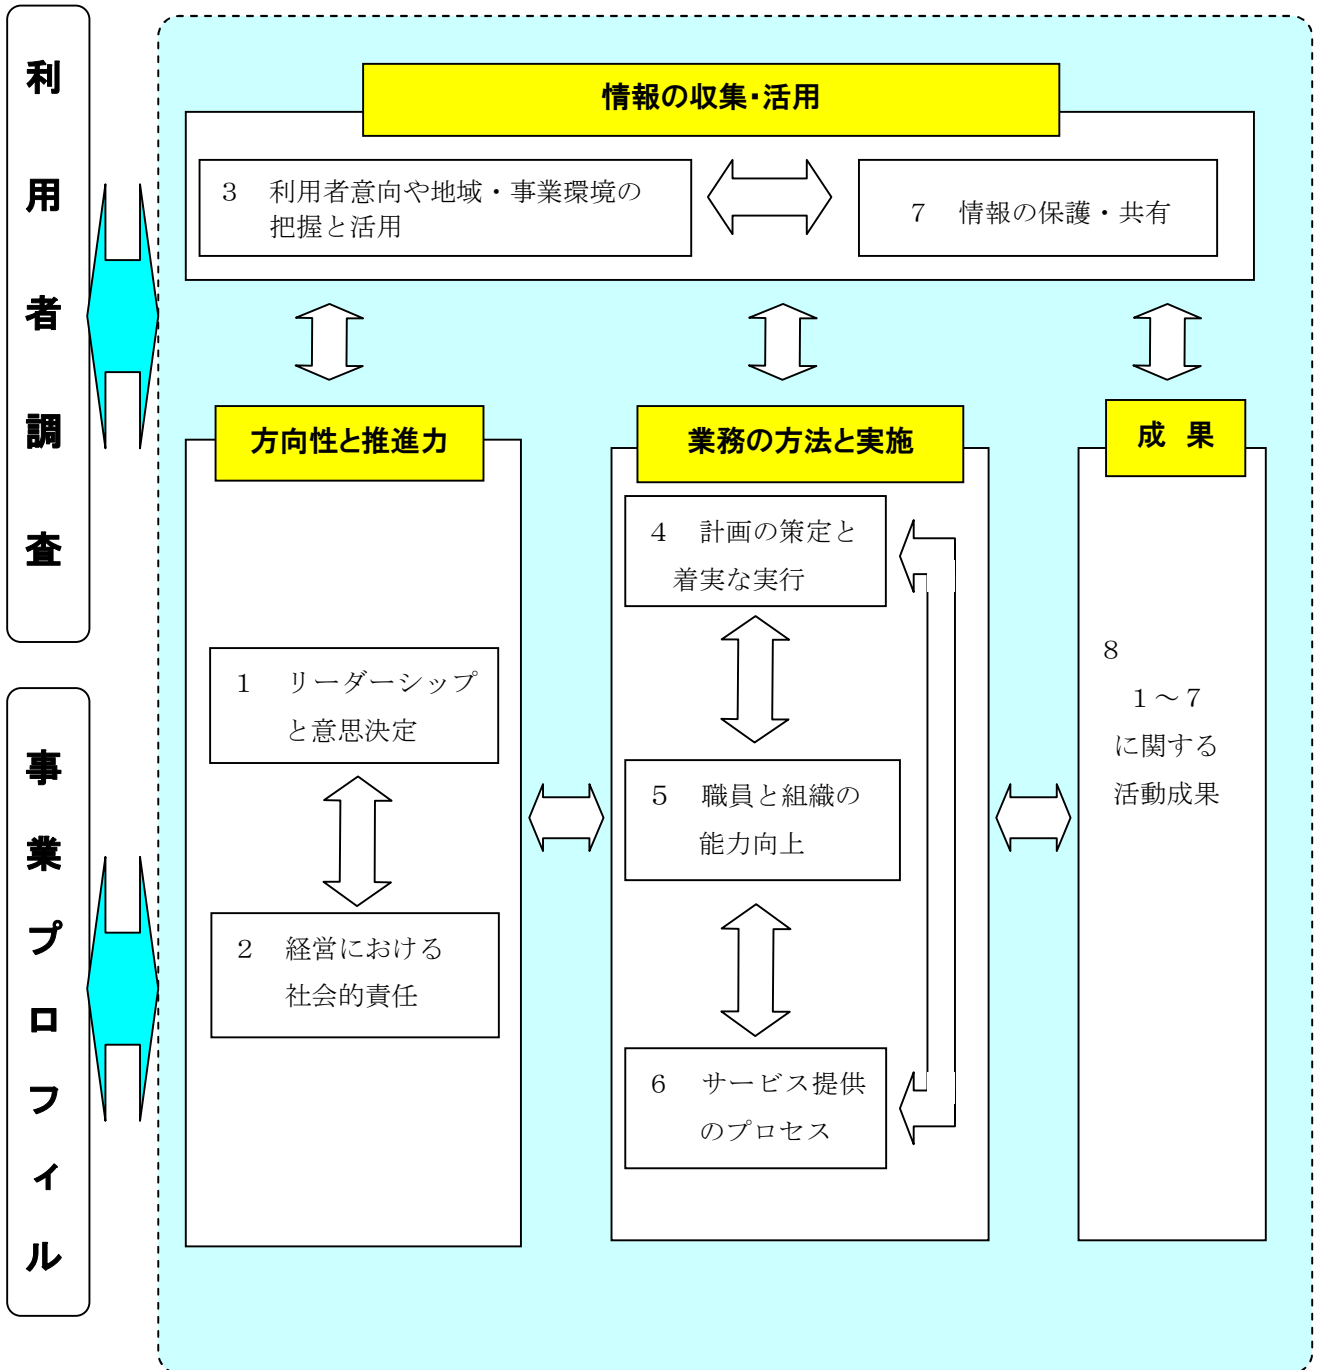 利用者調査
事業プロフィル
情報の収集・活用
3 利用者意向や地域・事業環境の
把握と活用
7 情報の保護・共有
方向性と推進力
1 リーダーシップ
と意思決定
2 経営における
社会的責任
業務の方法と実施
4 計画の策定と
着実な実行
5 職員と組織の
能力向上
6 サービス提供
のプロセス
成 果
8
1~7
に関する
活動成果